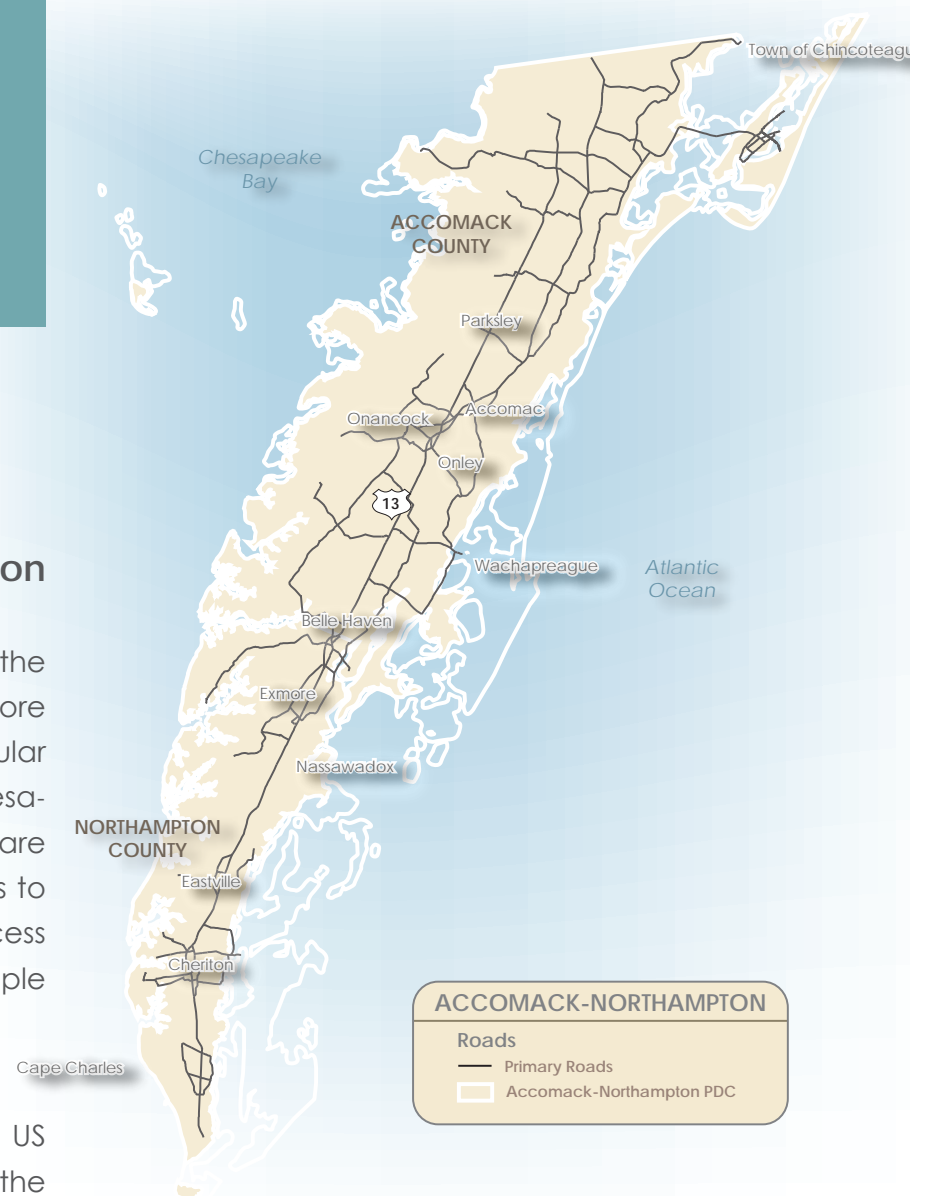 on
the
ore
ular
esa-
are
s to
cess
ple
US
the
Town of Chincoteagu
Chesapeake
Bay
ACCOMACK
COUNTY
Parksley
Accomac
Onancock
Onley
13
Wachapreague
Atlantic
Ocean
Belle Haven
Exmore
Nassawadox
NORTHAMPTON
COUNTY
Eastville
Cheriton
Cape Charles
ACCOMACK-NORTHAMPTON
Roads
Primary Roads
Accomack-Northampton PDC